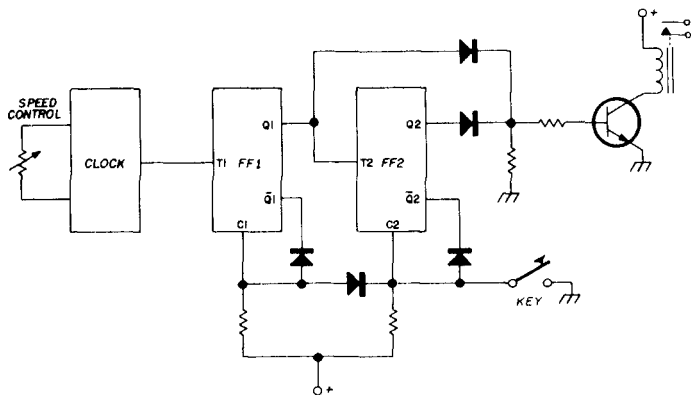 +
SPEED
CONTROL
CLOCK
T1 FF1
Q1
Q̅1
C1
T2 FF2
Q2
Q̅2
C2
KEY
+